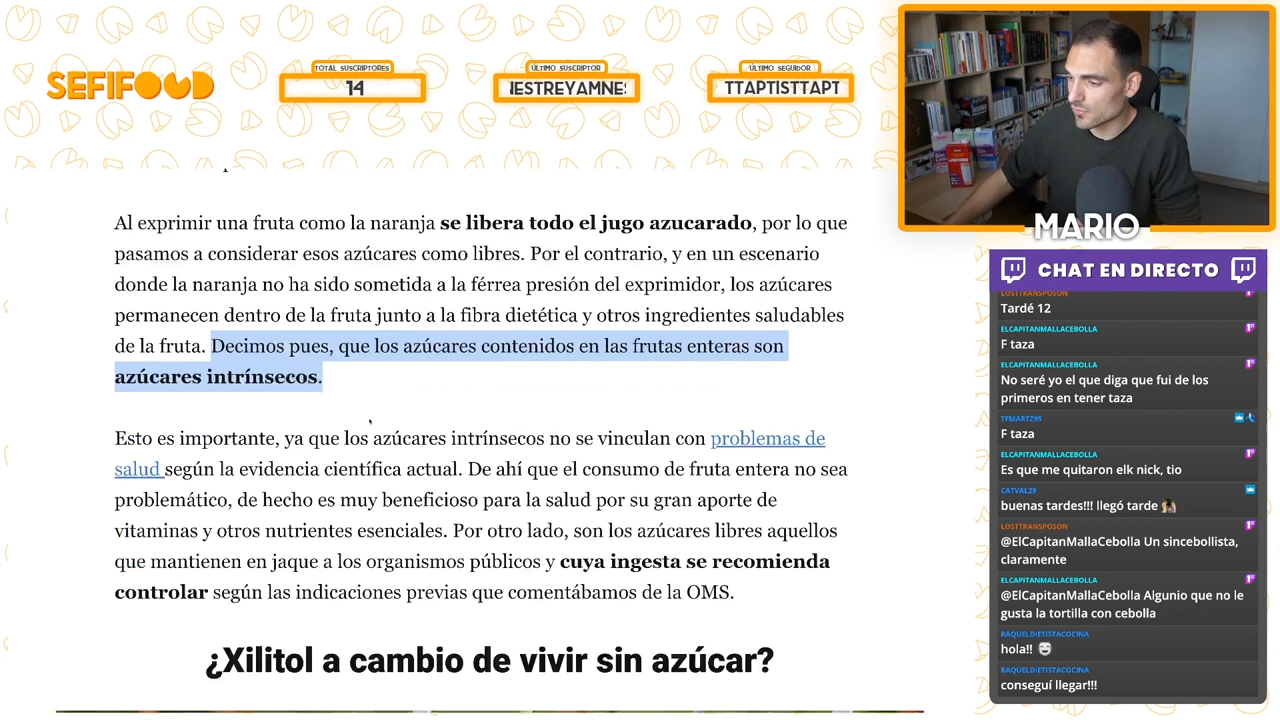 SEFIFOOD
TOTAL SUSCRIPTORES
14
ÚLTIMO SUSCRIPTOR
IESTREYAMNES
ÚLTIMO SEGUIDOR
TTAPTISTTAPT
MARIO
Al exprimir una fruta como la naranja se libera todo el jugo azucarado, por lo que
pasamos a considerar esos azúcares como libres. Por el contrario, y en un escenario
donde la naranja no ha sido sometida a la férrea presión del exprimidor, los azúcares
permanecen dentro de la fruta junto a la fibra dietética y otros ingredientes saludables
de la fruta. Decimos pues, que los azúcares contenidos en las frutas enteras son
azúcares intrínsecos.
Esto es importante, ya que los azúcares intrínsecos no se vinculan con problemas de
salud según la evidencia científica actual. De ahí que el consumo de fruta entera no sea
problemático, de hecho es muy beneficioso para la salud por su gran aporte de
vitaminas y otros nutrientes esenciales. Por otro lado, son los azúcares libres aquellos
que mantienen en jaque a los organismos públicos y cuya ingesta se recomienda
controlar según las indicaciones previas que comentábamos de la OMS.
¿Xilitol a cambio de vivir sin azúcar?
CHAT EN DIRECTO
LOSTTRANSPOSON
Tardé 12
ELCAPITANMALLACEBOLLA
F taza
ELCAPITANMALLACEBOLLA
No seré yo el que diga que fui de los
primeros en tener taza
TFMARTZ95
F taza
ELCAPITANMALLACEBOLLA
Es que me quitaron elk nick, tio
CATVAL29
buenas tardes!!! llegó tarde
LOSTTRANSPOSON
@ElCapitanMallaCebolla Un sincebollista,
claramente
ELCAPITANMALLACEBOLLA
@ElCapitanMallaCebolla Algunio que no le
gusta la tortilla con cebolla
RAQUELDIETISTACOCINA
hola!!
RAQUELDIETISTACOCINA
conseguí llegar!!!